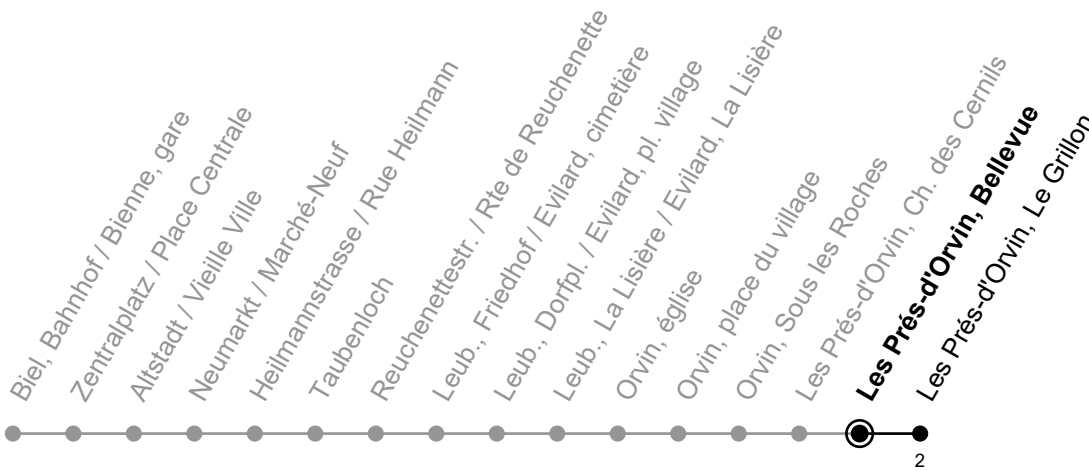 Biel, Bahnhof / Bienne, gare
Zentralplatz / Place Centrale
Altstadt / Vieille Ville
Neumarkt / Marché-Neuf
Heilmannstrasse / Rue Heilmann
Taubenloch
Reuchenettestr. / Rte de Reuchenette
Leub., Friedhof / Evilard, cimetière
Leub., Dorfpl. / Evilard, pl. village
Leub., La Lisière / Evilard, La Lisière
Orvin, église
Orvin, place du village
Orvin, Sous les Roches
Les Prés-d'Orvin, Ch. des Cernils
Les Prés-d'Orvin, Bellevue
Les Prés-d'Orvin, Le Grillon
2